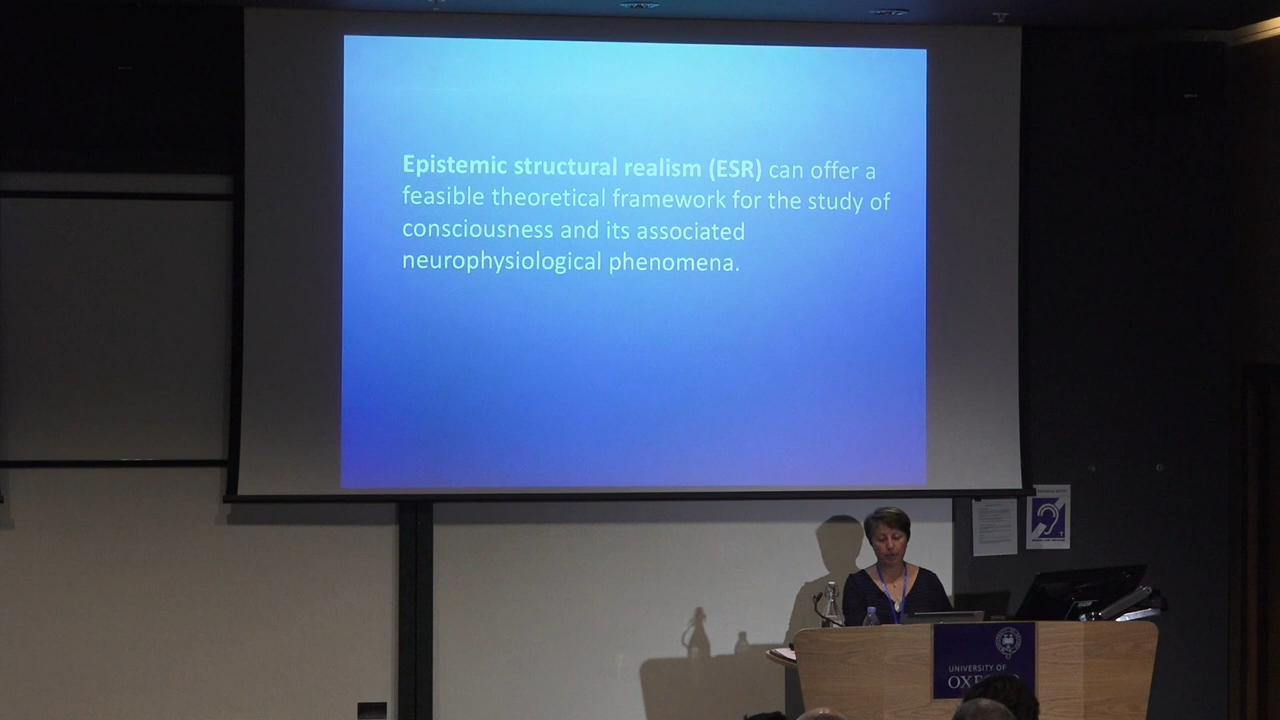 Epistemic structural realism (ESR) can offer a
feasible theoretical framework for the study of
consciousness and its associated
neurophysiological phenomena.
UNIVERSITY OF